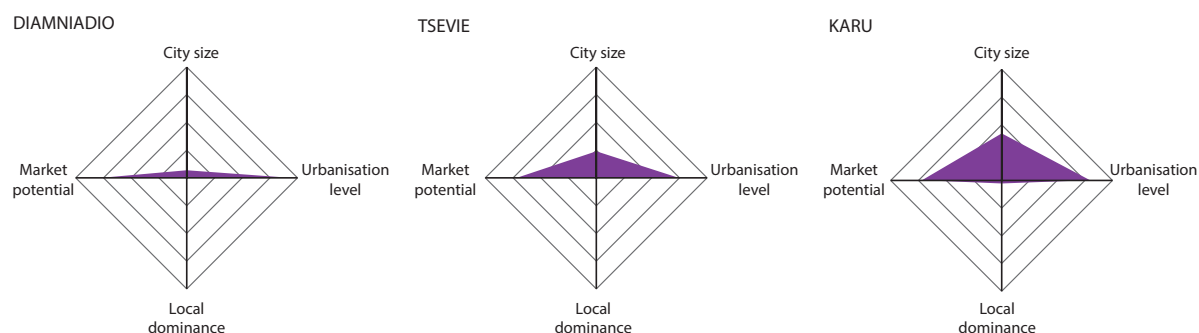 DIAMNIADIO
City size
Market
potential
Urbanisation
level
Local
dominance
TSEVIE
City size
Market
potential
Urbanisation
level
Local
dominance
KARU
City size
Market
potential
Urbanisation
level
Local
dominance